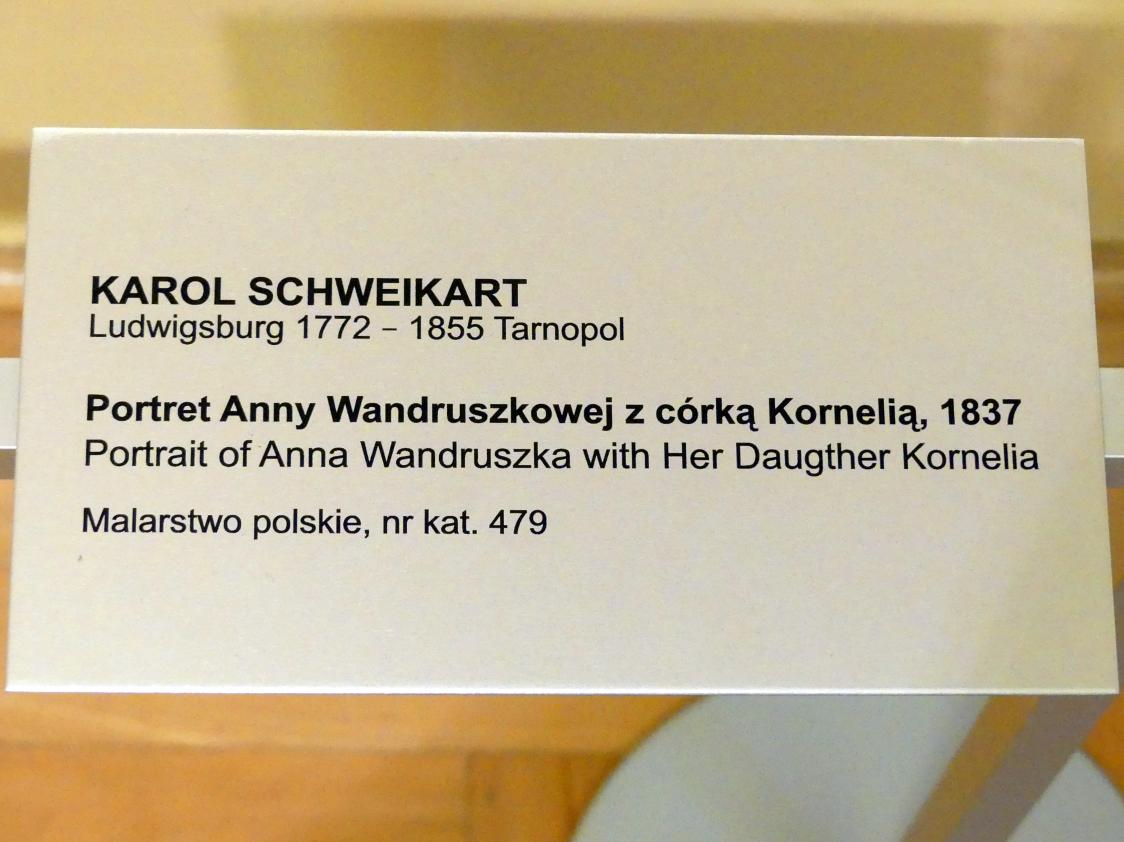 KAROL SCHWEIKART
Ludwigsburg 1772 – 1855 Tarnopol
Portret Anny Wandruszkowej z córką Kornelią, 1837
Portrait of Anna Wandruszka with Her Daugther Kornelia
Malarstwo polskie, nr kat. 479